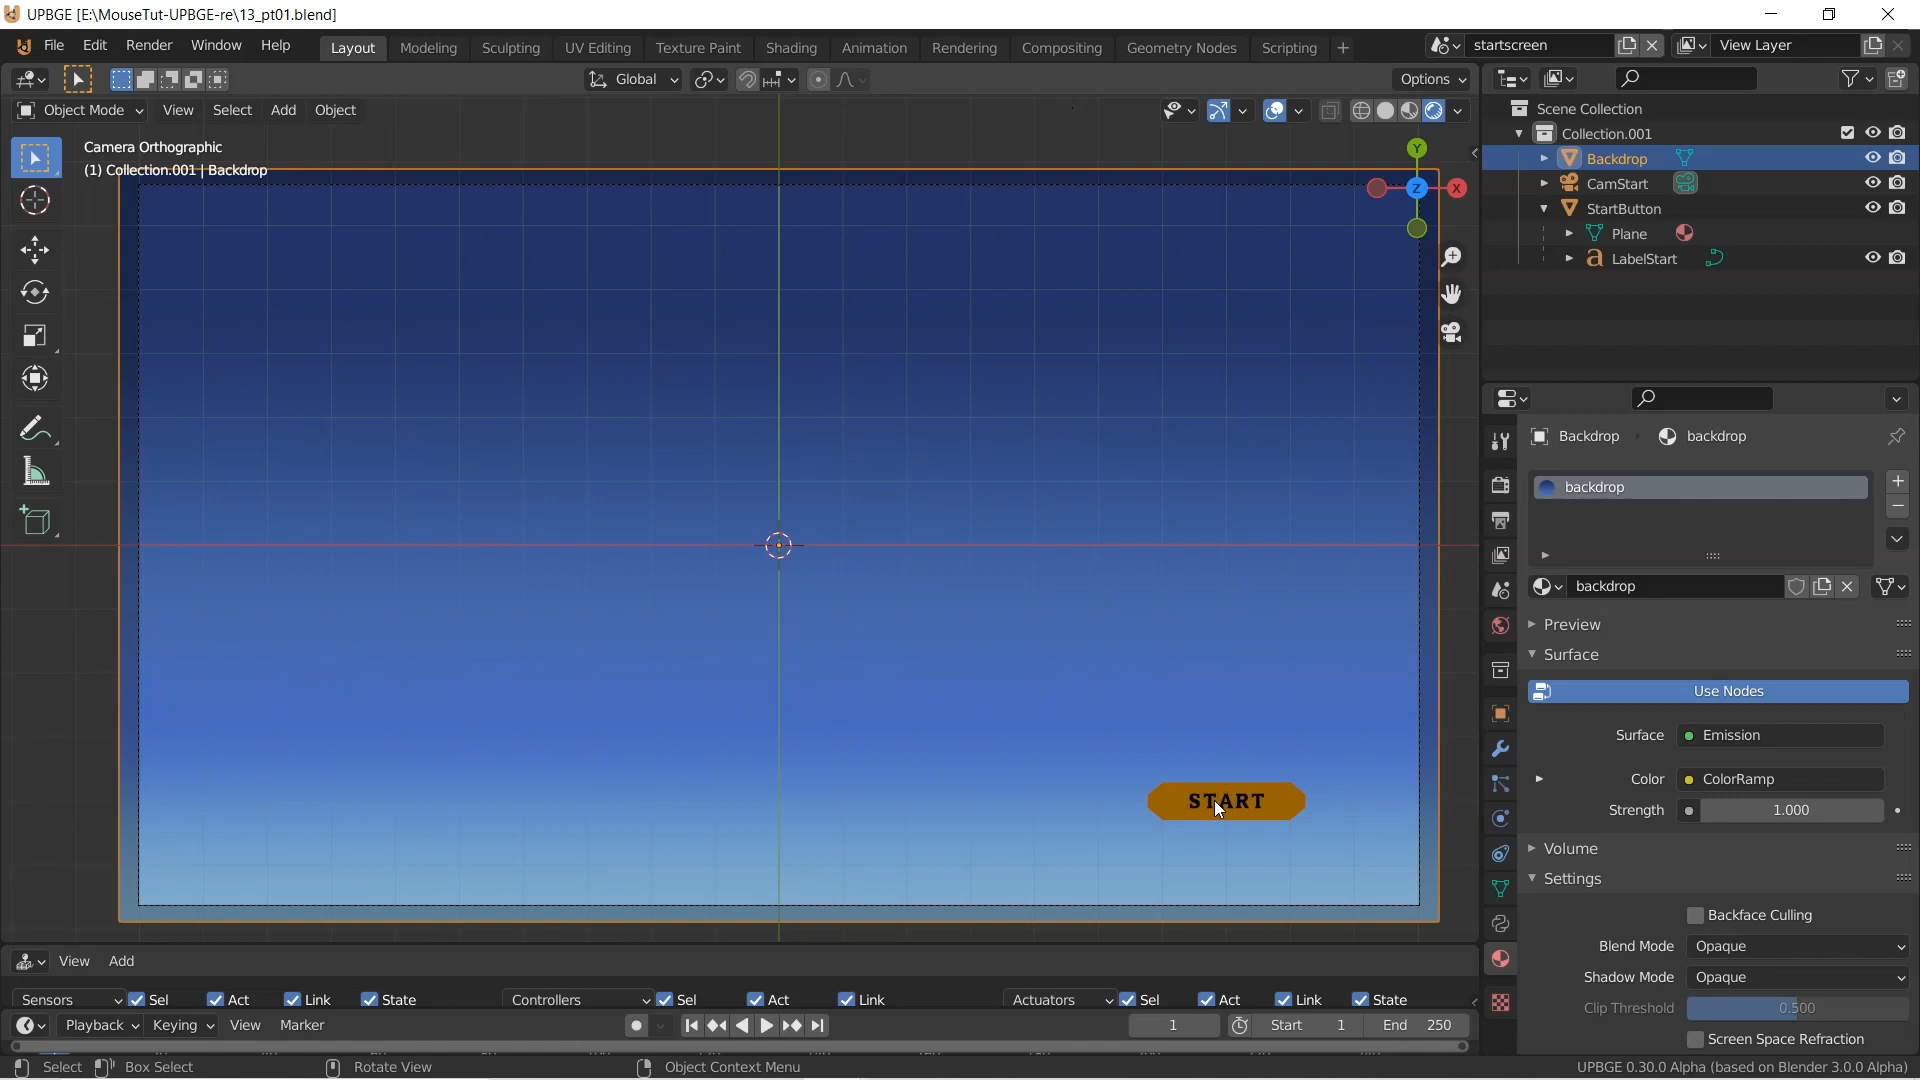 UPBGE [E:\MouseTut-UPBGE-re\13_pt01.blend]
File Edit Render Window Help Layout Modeling Sculpting UV Editing Texture Paint Shading Animation Rendering Compositing Geometry Nodes Scripting + startscreen View Layer
Global Options
Object Mode View Select Add Object
Scene Collection
Collection.001
Backdrop
CamStart
StartButton
Plane
LabelStart
Camera Orthographic
(1) Collection.001 | Backdrop
Y
Z X
START
Backdrop backdrop
backdrop
backdrop
Preview
Surface
Use Nodes
Surface Emission
Color ColorRamp
Strength 1.000
Volume
Settings
Backface Culling
Blend Mode Opaque
Shadow Mode Opaque
Clip Threshold 0.500
Screen Space Refraction
View Add
Sensors Sel Act Link State Controllers Sel Act Link Actuators Sel Act Link State
Playback Keying View Marker 1 Start 1 End 250
Select Box Select Rotate View Object Context Menu UPBGE 0.30.0 Alpha (based on Blender 3.0.0 Alpha)